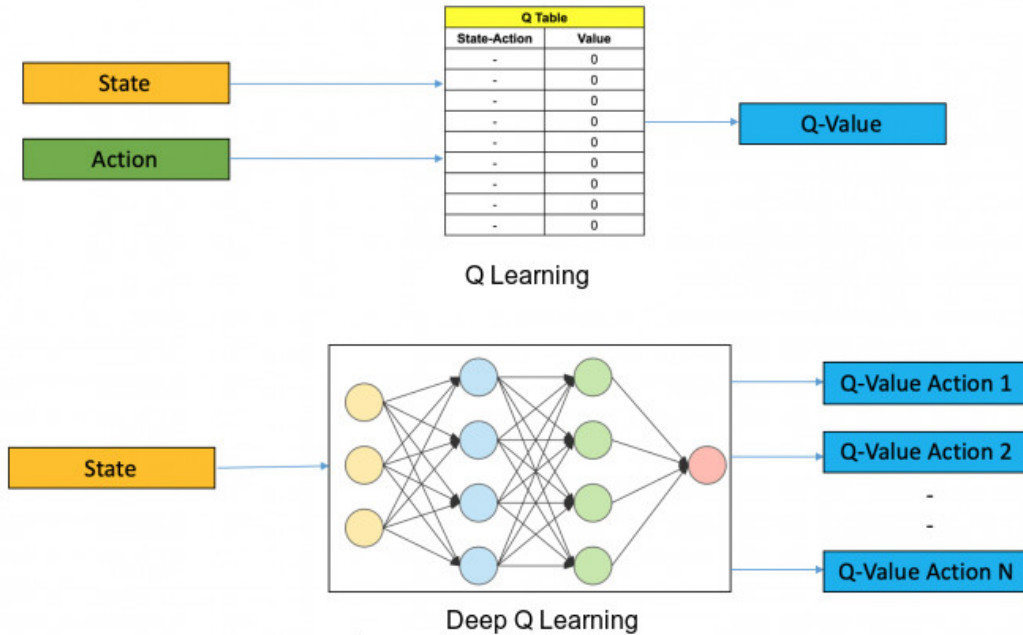 Q Table
State-Action Value
- 0
- 0
- 0
- 0
- 0
- 0
- 0
- 0
- 0
State
Action
Q-Value
Q Learning
State
Q-Value Action 1
Q-Value Action 2
-
-
Q-Value Action N
Deep Q Learning